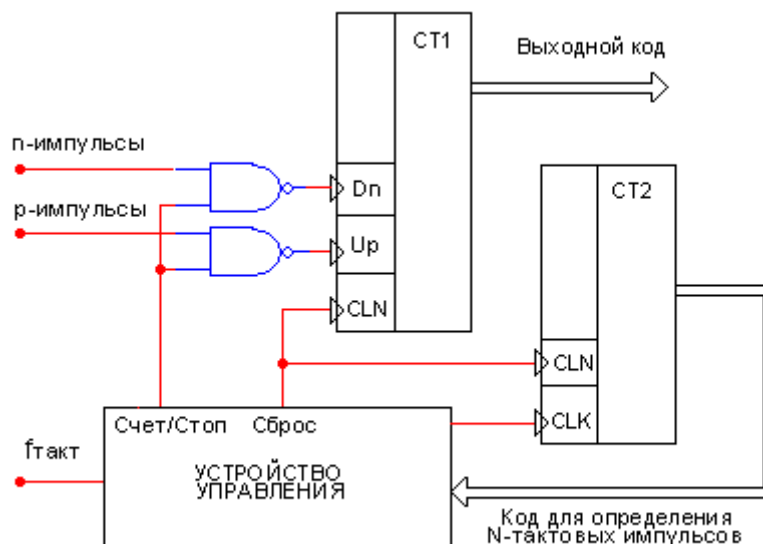 CT1
Выходной код
n-импульсы
Dn
CT2
p-импульсы
Up
CLN
CLN
Счет/Стоп
Сброс
CLK
fтакт
УСТРОЙСТВО
УПРАВЛЕНИЯ
Код для определения
N-тактовых импульсов